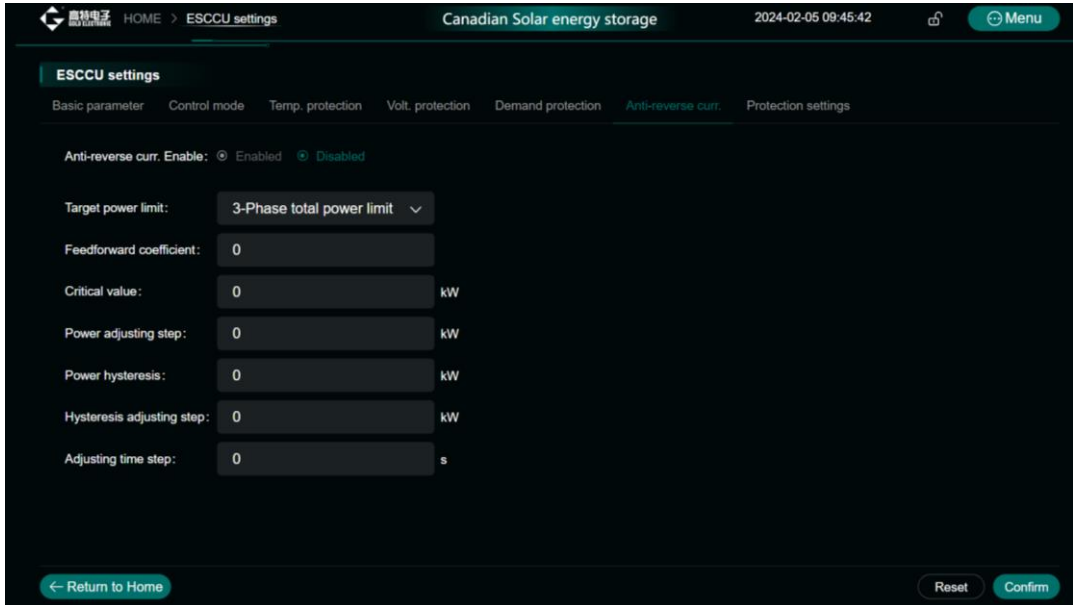 高特电子 HOME > ESCCU settings Canadian Solar energy storage 2024-02-05 09:45:42 Menu
GOLD ELECTRONIC
ESCCU settings
Basic parameter Control mode Temp. protection Volt. protection Demand protection Anti-reverse curr. Protection settings
Anti-reverse curr. Enable: Enabled Disabled
Target power limit: 3-Phase total power limit
Feedforward coefficient: 0
Critical value: 0 kW
Power adjusting step: 0 kW
Power hysteresis: 0 kW
Hysteresis adjusting step: 0 kW
Adjusting time step: 0 s
← Return to Home Reset Confirm